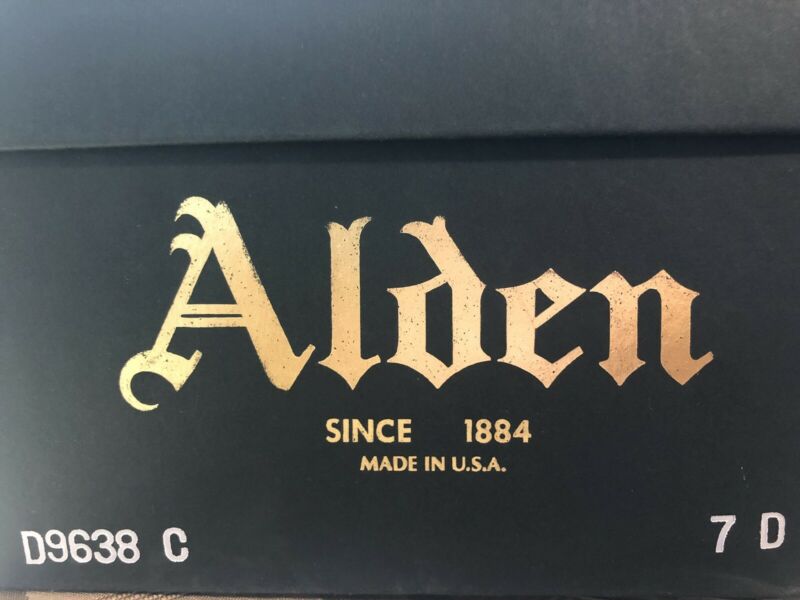 Alden
SINCE 1884
MADE IN U.S.A.
D9638 C 7 D